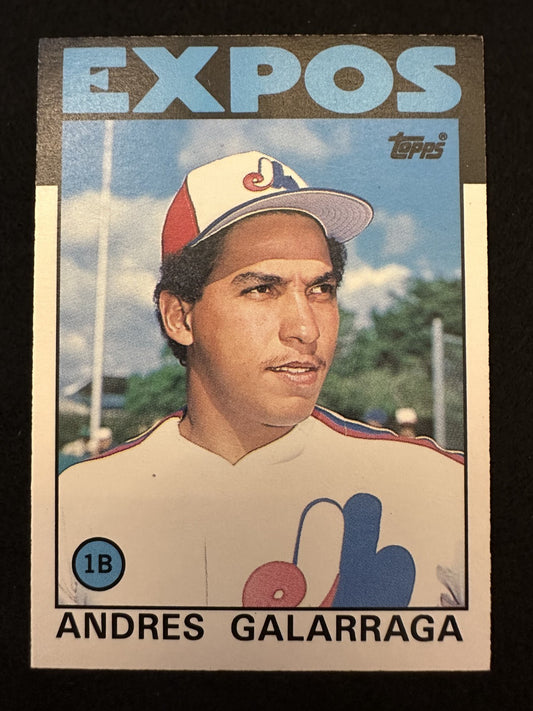 EXPOS
Topps®
1B
ANDRES GALARRAGA